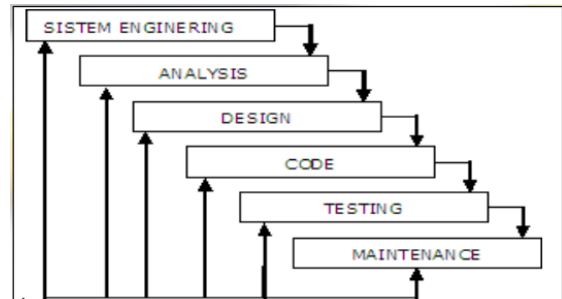 SISTEM ENGINERING
ANALYSIS
DESIGN
CODE
TESTING
MAINTENANCE